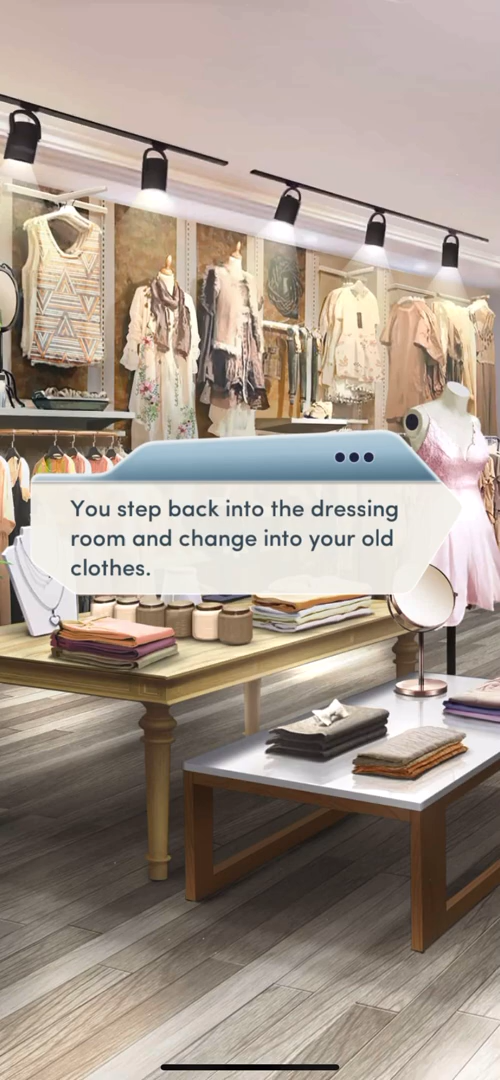 You step back into the dressing
room and change into your old
clothes.